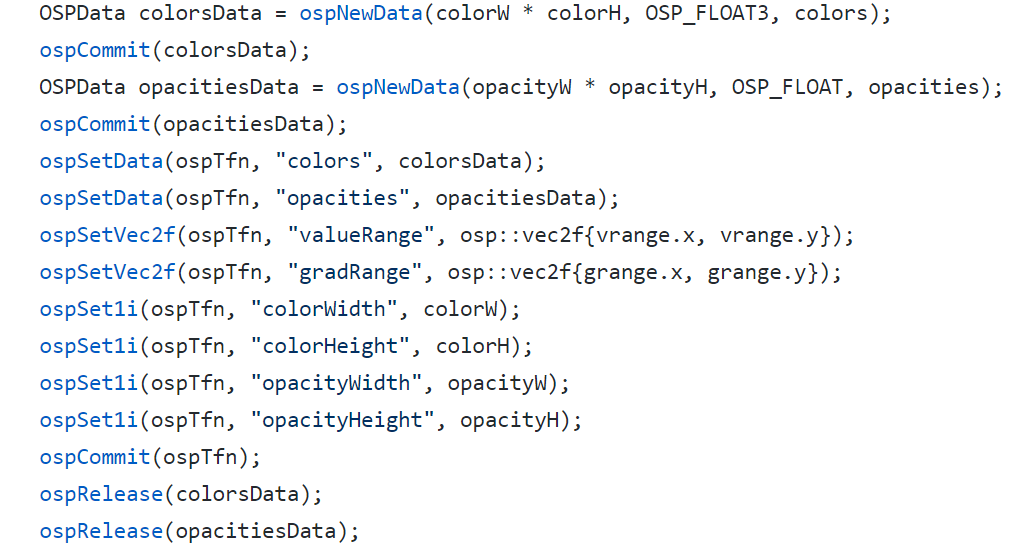 OSPData colorsData = ospNewData(colorW * colorH, OSP_FLOAT3, colors);
ospCommit(colorsData);
OSPData opacitiesData = ospNewData(opacityW * opacityH, OSP_FLOAT, opacities);
ospCommit(opacitiesData);
ospSetData(ospTfn, "colors", colorsData);
ospSetData(ospTfn, "opacities", opacitiesData);
ospSetVec2f(ospTfn, "valueRange", osp::vec2f{vrange.x, vrange.y});
ospSetVec2f(ospTfn, "gradRange", osp::vec2f{grange.x, grange.y});
ospSet1i(ospTfn, "colorWidth", colorW);
ospSet1i(ospTfn, "colorHeight", colorH);
ospSet1i(ospTfn, "opacityWidth", opacityW);
ospSet1i(ospTfn, "opacityHeight", opacityH);
ospCommit(ospTfn);
ospRelease(colorsData);
ospRelease(opacitiesData);